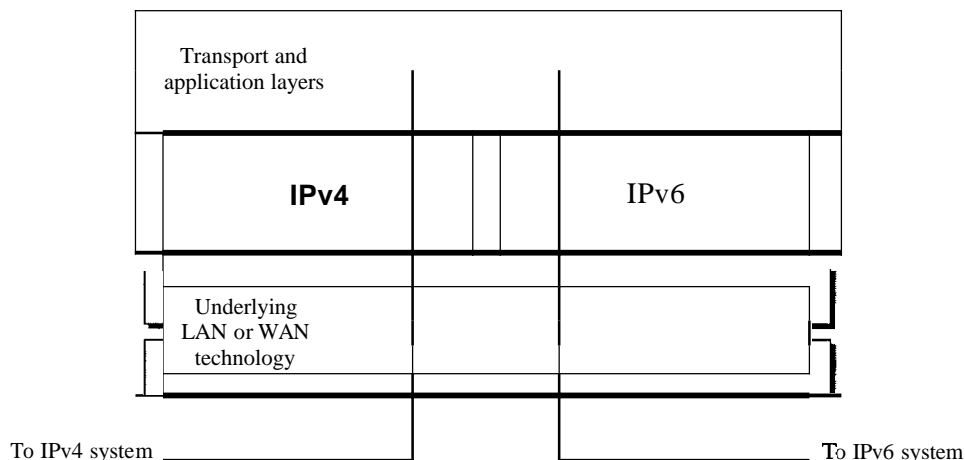 Transport and
application layers
IPv4
IPv6
Underlying
LAN or WAN
technology
To IPv4 system
To IPv6 system